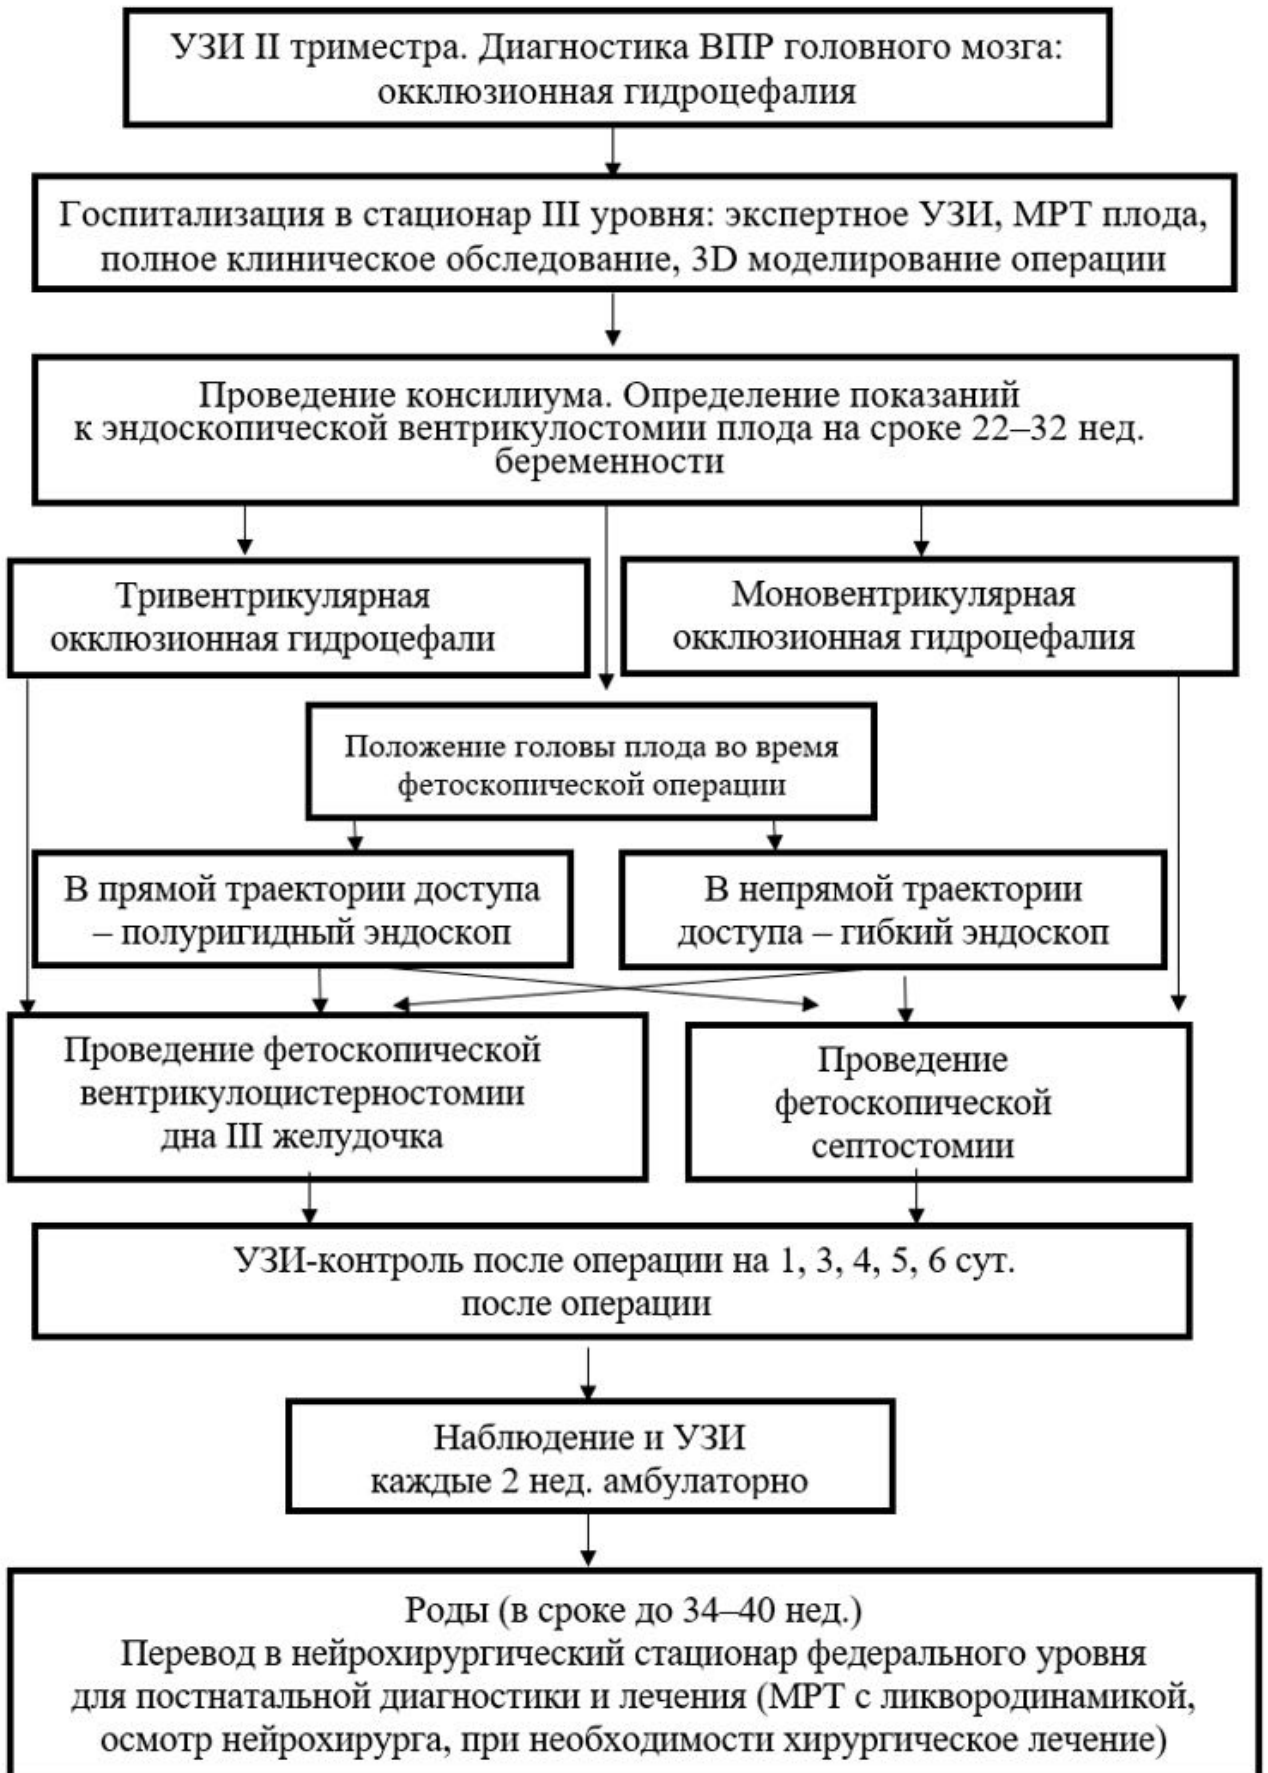 УЗИ II триместра. Диагностика ВПР головного мозга:
окклюзионная гидроцефалия
Госпитализация в стационар III уровня: экспертное УЗИ, МРТ плода,
полное клиническое обследование, 3D моделирование операции
Проведение консилиума. Определение показаний
к эндоскопической вентрикулостомии плода на сроке 22–32 нед.
беременности
Тривентрикулярная
окклюзионная гидроцефали
Моновентрикулярная
окклюзионная гидроцефалия
Положение головы плода во время
фетоскопической операции
В прямой траектории доступа
– полуригидный эндоскоп
В непрямой траектории
доступа – гибкий эндоскоп
Проведение фетоскопической
вентрикулоцистерностомии
дна III желудочка
Проведение
фетоскопической
септостомии
УЗИ-контроль после операции на 1, 3, 4, 5, 6 сут.
после операции
Наблюдение и УЗИ
каждые 2 нед. амбулаторно
Роды (в сроке до 34–40 нед.)
Перевод в нейрохирургический стационар федерального уровня
для постнатальной диагностики и лечения (МРТ с ликвородинамикой,
осмотр нейрохирурга, при необходимости хирургическое лечение)